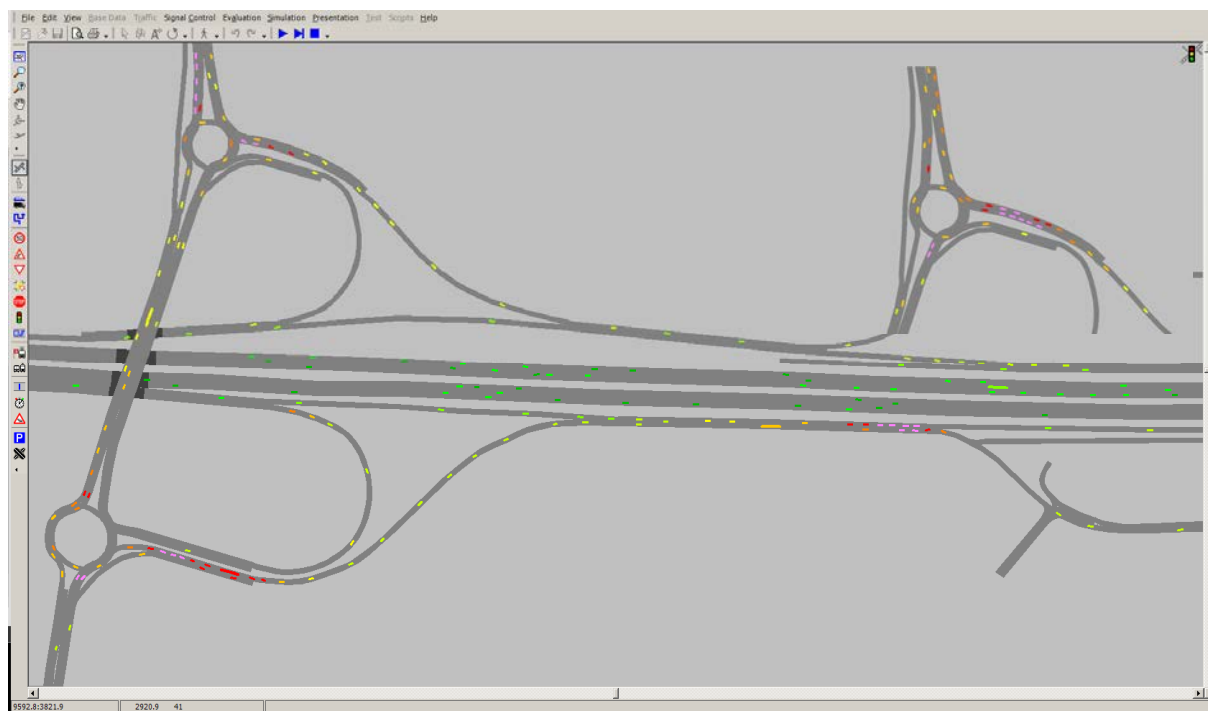 File Edit View Base Data Traffic Signal Control Evaluation Simulation Presentation Test Scripts Help
STOP
P
9592.8:3821.9 2920.9 41